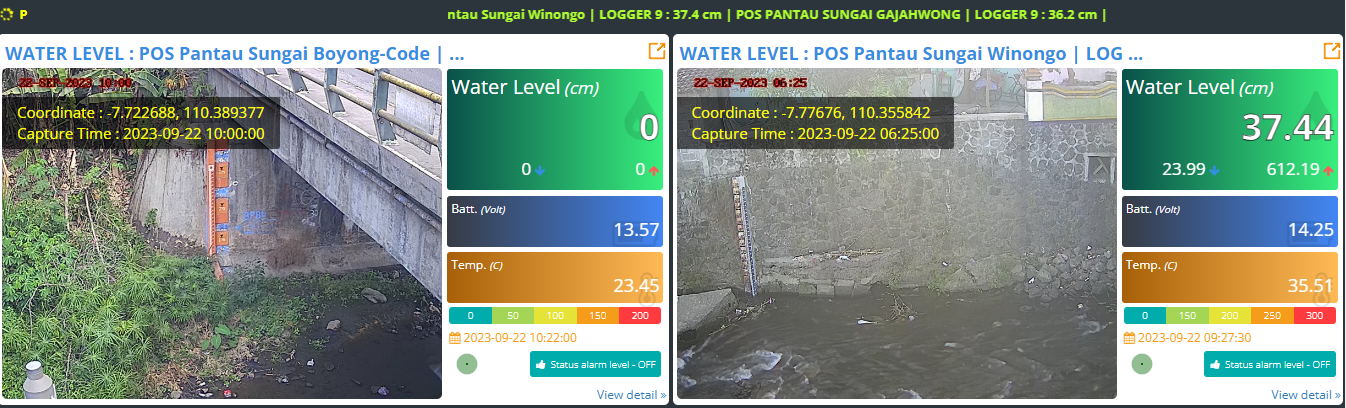 P
ntau Sungai Winongo | LOGGER 9 : 37.4 cm | POS PANTAU SUNGAI GAJAHWONG | LOGGER 9 : 36.2 cm |
WATER LEVEL : POS Pantau Sungai Boyong-Code | ...
22-SEP-2023 10:00
Coordinate : -7.722688, 110.389377
Capture Time : 2023-09-22 10:00:00
Water Level (cm)
0
0 0
Batt. (Volt)
13.57
Temp. (C)
23.45
0 50 100 150 200
2023-09-22 10:22:00
Status alarm level - OFF
View detail »
WATER LEVEL : POS Pantau Sungai Winongo | LOG ...
22-SEP-2023 06:25
Coordinate : -7.77676, 110.355842
Capture Time : 2023-09-22 06:25:00
Water Level (cm)
37.44
23.99 612.19
Batt. (Volt)
14.25
Temp. (C)
35.51
0 150 200 250 300
2023-09-22 09:27:30
Status alarm level - OFF
View detail »